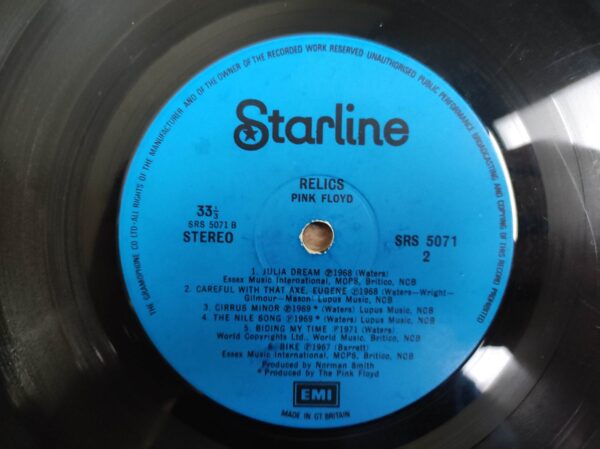 THE GRAMOPHONE CO LTD·ALL RIGHTS OF THE MANUFACTURER AND OF THE OWNER OF THE RECORDED WORK RESERVED UNAUTHORISED PUBLIC PERFORMANCE BROADCASTING AND COPYING OF THIS RECORD PROHIBITED
Starline
RELICS
PINK FLOYD
33⅓
SRS 5071 B
STEREO
SRS 5071
2
1. JULIA DREAM ℗1968 (Waters)
Essex Music International, MCPS, Britico, NCB
2. CAREFUL WITH THAT AXE, EUGENE ℗1968 (Waters—Wright—
Gilmour—Mason) Lupus Music, NCB
3. CIRRUS MINOR ℗1969 * (Waters) Lupus Music, NCB
4. THE NILE SONG ℗1969 * (Waters) Lupus Music, NCB
5. BIDING MY TIME ℗1971 (Waters)
World Copyrights Ltd., World Music, Britico, NCB
6. BIKE ℗1967 (Barrett)
Essex Music International, MCPS, Britico, NCB
Produced by Norman Smith
* Produced by The Pink Floyd
EMI
MADE IN GT BRITAIN